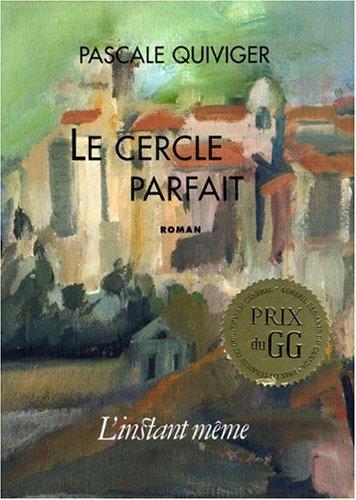 PASCALE QUIVIGER
LE CERCLE
PARFAIT
ROMAN
PRIX
du GG
L'instant même